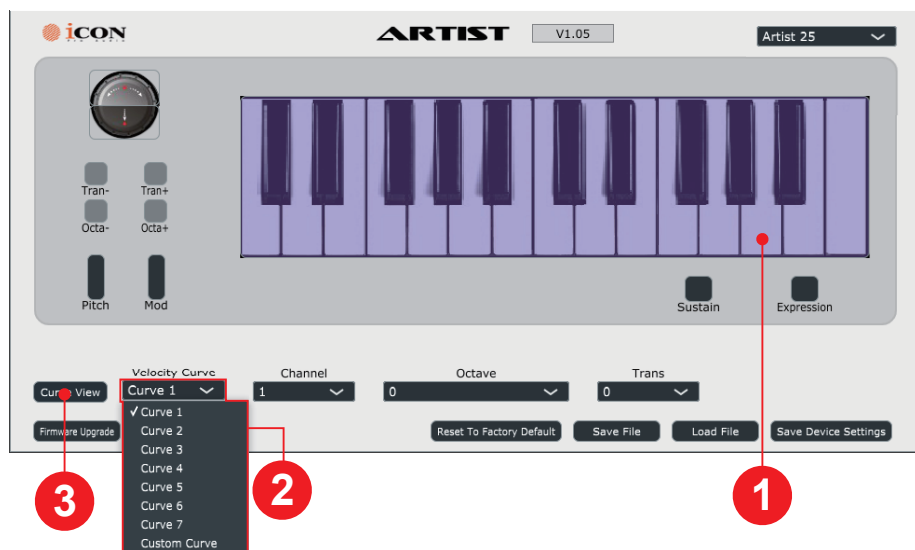 icon
ARTIST
V1.05
Artist 25
Tran-
Tran+
Octa-
Octa+
Pitch
Mod
Sustain
Expression
1
Velocity Curve
Channel
Octave
Trans
View
Curve 1
1
0
0
✓ Curve 1
Curve 2
Curve 3
Curve 4
Curve 5
Curve 6
Curve 7
Custom Curve
Firmware Upgrade
Reset To Factory Default
Save File
Load File
Save Device Settings
3
2